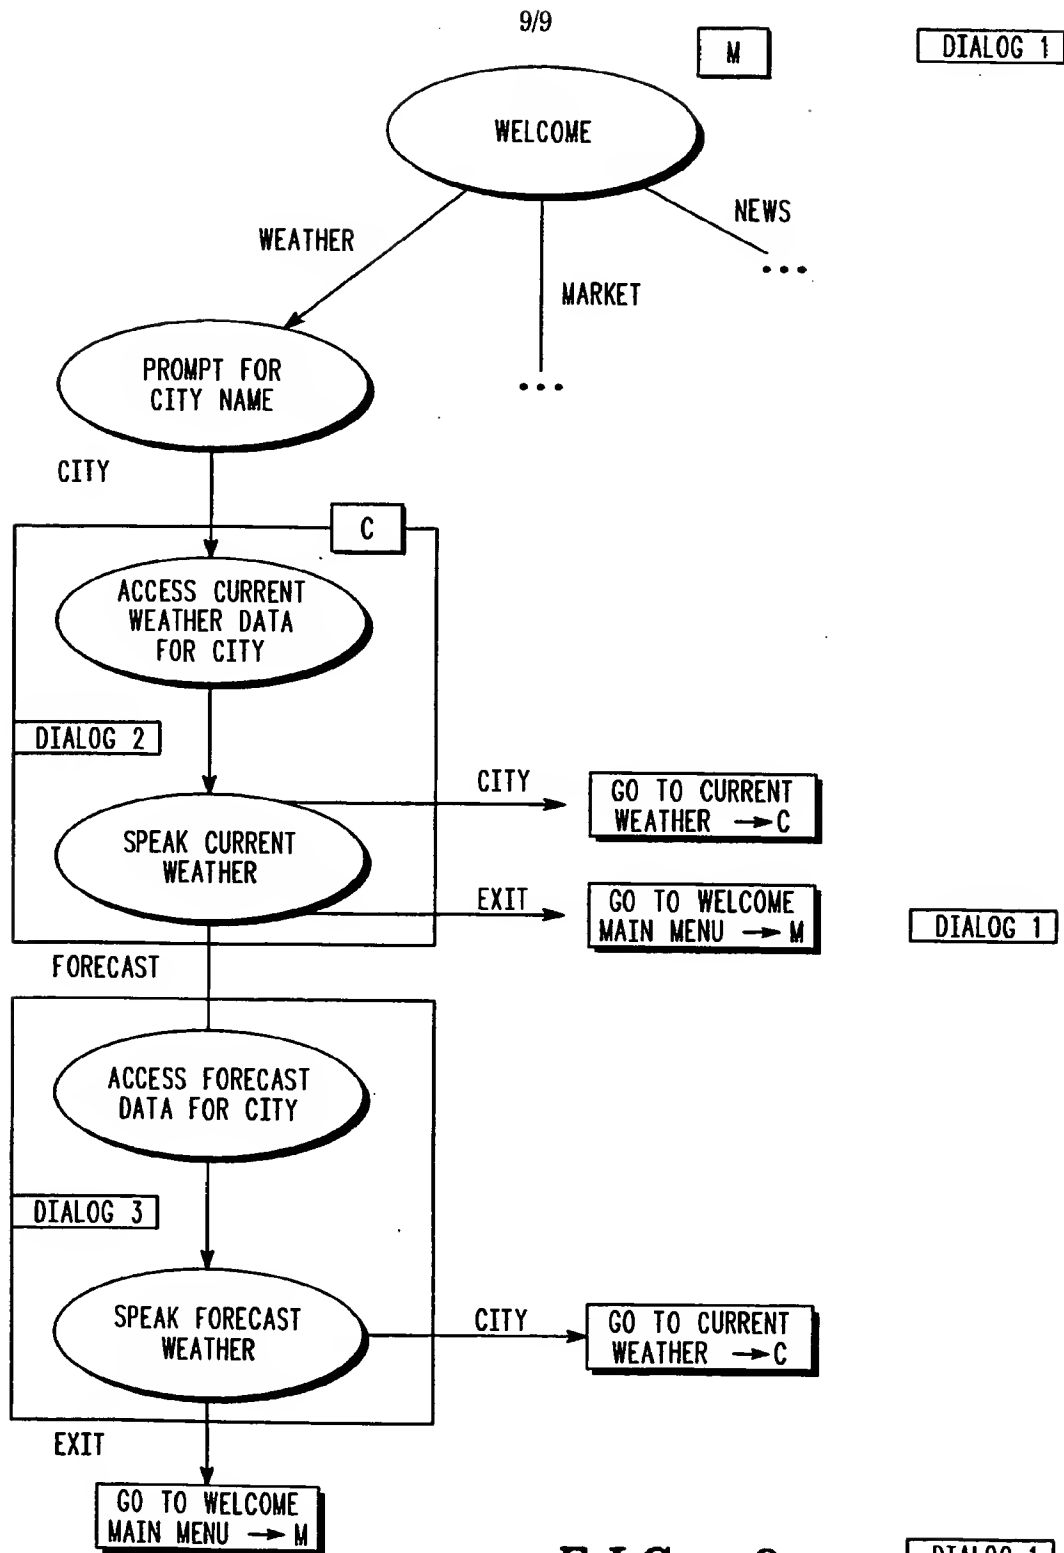 9/9
M
DIALOG 1
WELCOME
WEATHER
MARKET
NEWS
...
...
PROMPT FOR
CITY NAME
CITY
C
ACCESS CURRENT
WEATHER DATA
FOR CITY
DIALOG 2
SPEAK CURRENT
WEATHER
CITY
GO TO CURRENT
WEATHER → C
EXIT
GO TO WELCOME
MAIN MENU → M
DIALOG 1
FORECAST
ACCESS FORECAST
DATA FOR CITY
DIALOG 3
SPEAK FORECAST
WEATHER
CITY
GO TO CURRENT
WEATHER → C
EXIT
GO TO WELCOME
MAIN MENU → M
DIALOG 1